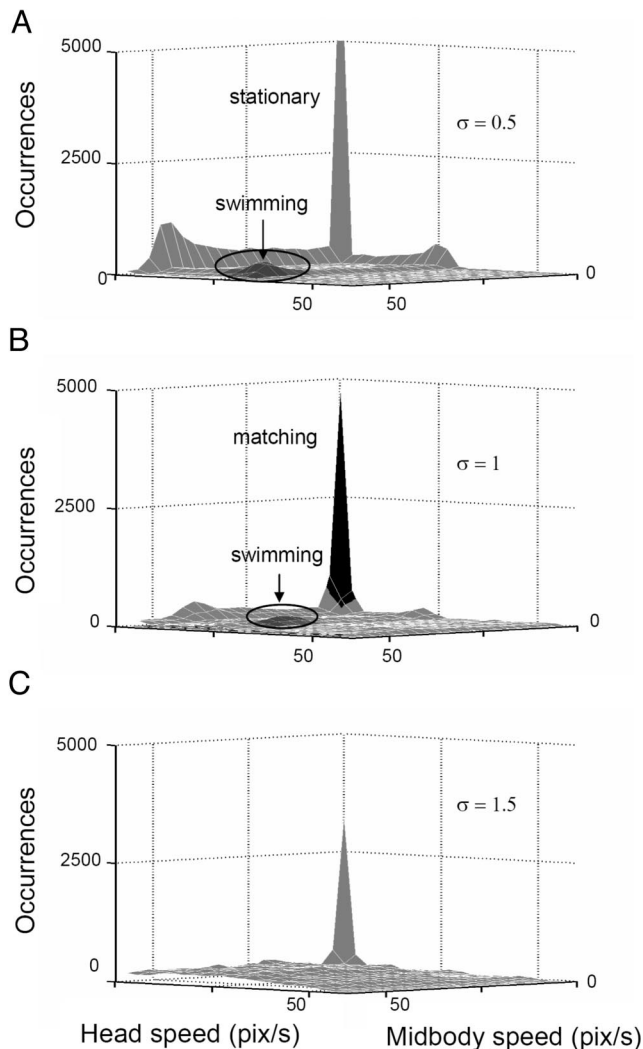 A
5000
Occurrences
stationary
σ = 0.5
2500
swimming
0
0
50
50
B
5000
Occurrences
matching
σ = 1
2500
swimming
0
0
50
50
C
5000
Occurrences
σ = 1.5
2500
0
0
50
50
Head speed (pix/s)
Midbody speed (pix/s)